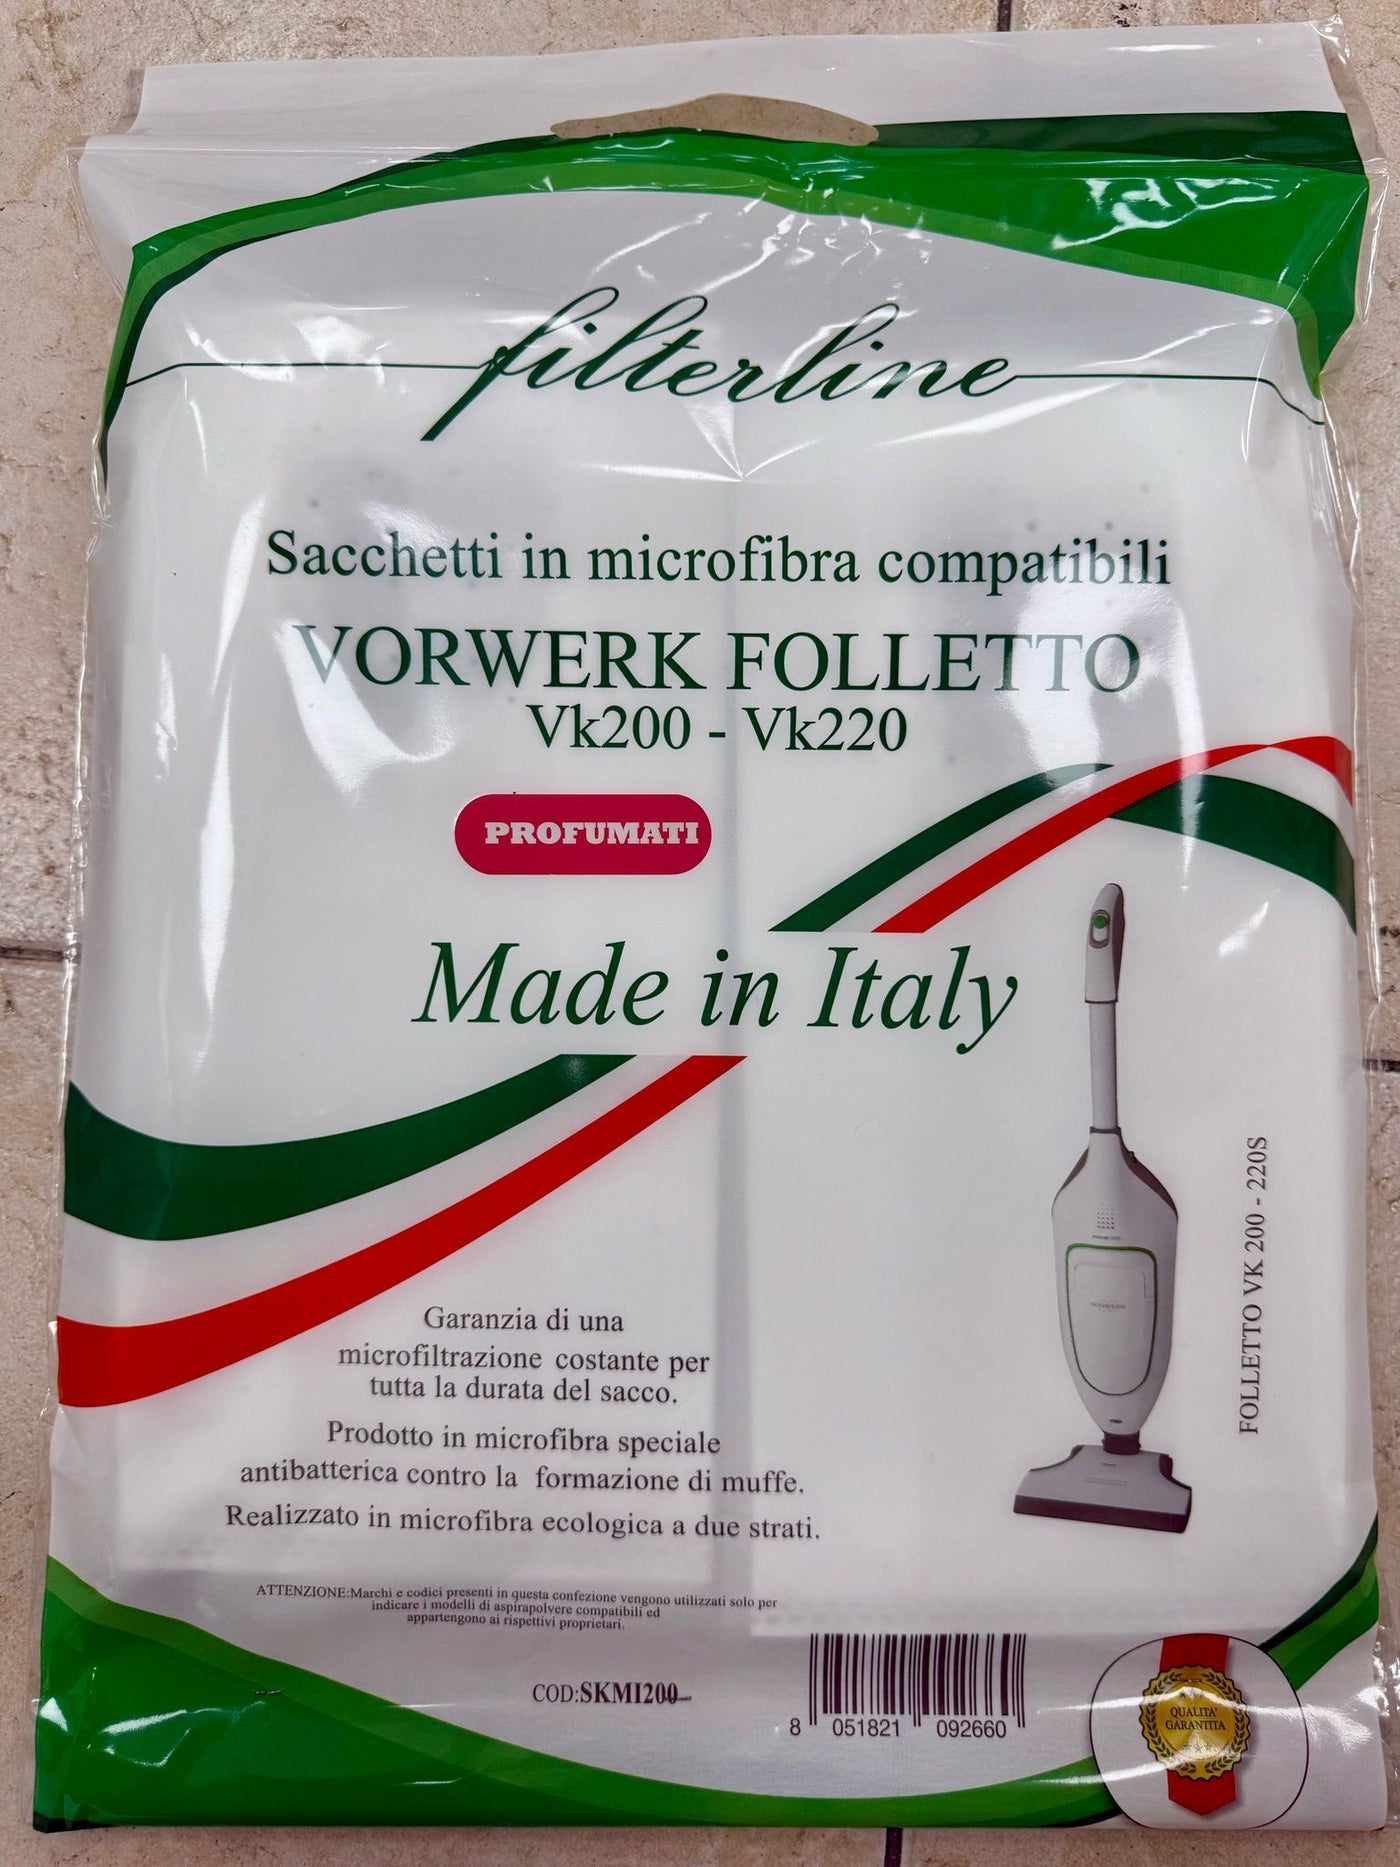 filterline
Sacchetti in microfibra compatibili
VORWERK FOLLETTO
Vk200 - Vk220
PROFUMATI
Made in Italy
FOLLETTO VK 200 - 220S
VORWERK
Garanzia di una
microfiltrazione costante per
tutta la durata del sacco.
Prodotto in microfibra speciale
antibatterica contro la formazione di muffe.
Realizzato in microfibra ecologica a due strati.
ATTENZIONE:Marchi e codici presenti in questa confezione vengono utilizzati solo per
indicare i modelli di aspirapolvere compatibili ed
appartengono ai rispettivi proprietari.
COD:SKMI200
8 051821 092660
QUALITA'
GARANTITA